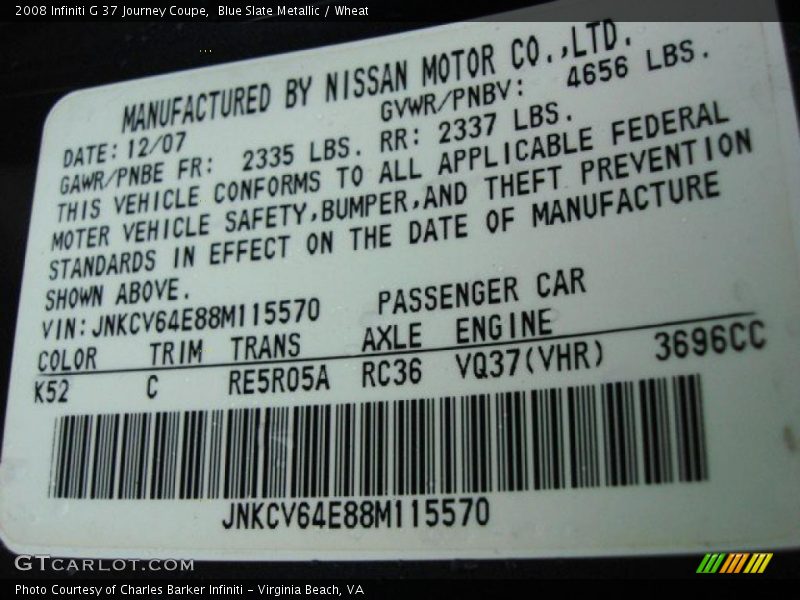 2008 Infiniti G 37 Journey Coupe,  Blue Slate Metallic / Wheat
MANUFACTURED BY NISSAN MOTOR CO.,LTD.
DATE: 12/07 GVWR/PNBV: 4656 LBS.
GAWR/PNBE FR: 2335 LBS. RR: 2337 LBS.
THIS VEHICLE CONFORMS TO ALL APPLICABLE FEDERAL
MOTER VEHICLE SAFETY,BUMPER,AND THEFT PREVENTION
STANDARDS IN EFFECT ON THE DATE OF MANUFACTURE
SHOWN ABOVE.
VIN: JNKCV64E88M115570 PASSENGER CAR
COLOR TRIM TRANS AXLE ENGINE
K52 C RE5R05A RC36 VQ37(VHR) 3696CC
JNKCV64E88M115570
GTCARLOT.COM
Photo Courtesy of Charles Barker Infiniti - Virginia Beach, VA